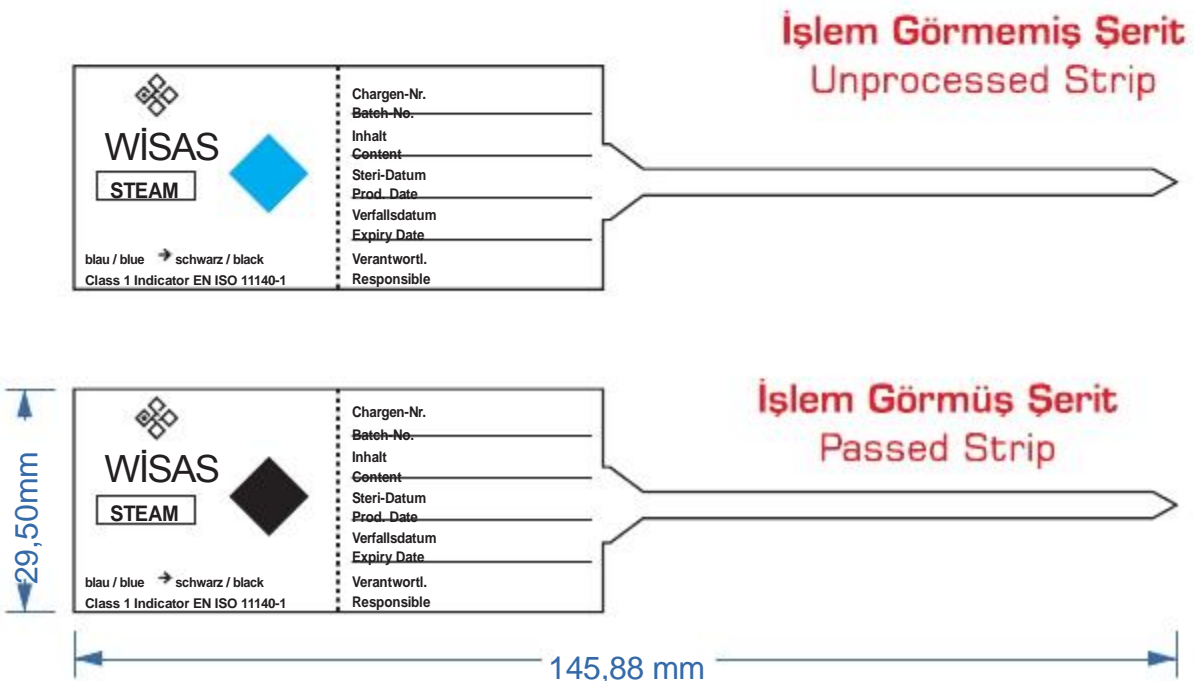 İşlem Görmemiş Şerit
Unprocessed Strip
WİSAS
STEAM
blau / blue ➔ schwarz / black
Class 1 Indicator EN ISO 11140-1
Chargen-Nr.
Batch-No.
Inhalt
Content
Steri-Datum
Prod. Date
Verfallsdatum
Expiry Date
Verantwortl.
Responsible
İşlem Görmüş Şerit
Passed Strip
WİSAS
STEAM
blau / blue ➔ schwarz / black
Class 1 Indicator EN ISO 11140-1
Chargen-Nr.
Batch-No.
Inhalt
Content
Steri-Datum
Prod. Date
Verfallsdatum
Expiry Date
Verantwortl.
Responsible
29,50mm
145,88 mm